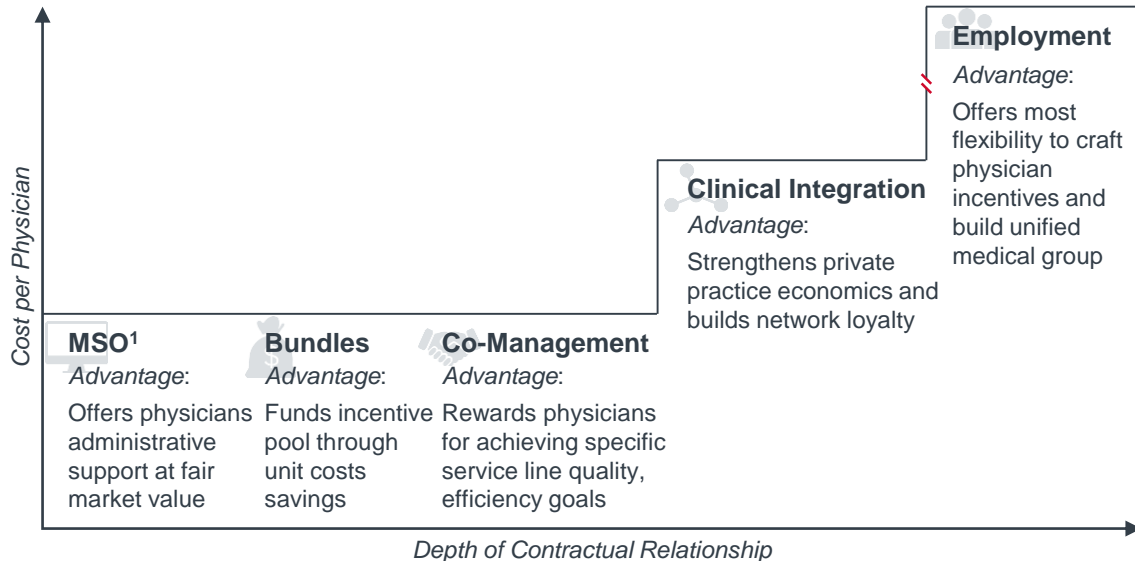 Cost per Physician
MSO¹
Advantage:
Offers physicians
administrative
support at fair
market value
Bundles
Advantage:
Funds incentive
pool through
unit costs
savings
Co-Management
Advantage:
Rewards physicians
for achieving specific
service line quality,
efficiency goals
Clinical Integration
Advantage:
Strengthens private
practice economics and
builds network loyalty
Employment
Advantage:
Offers most
flexibility to craft
physician
incentives and
build unified
medical group
Depth of Contractual Relationship